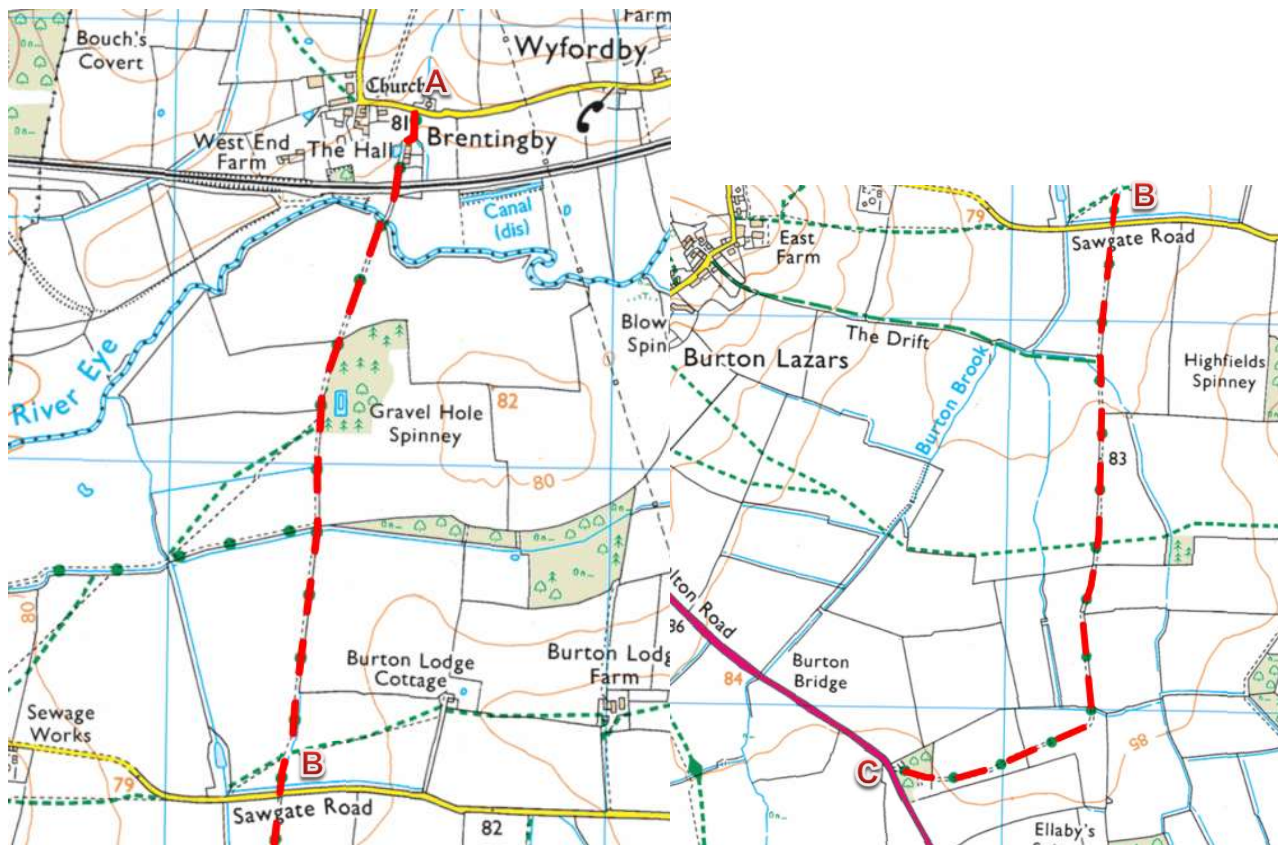 Farm
Bouch's
Covert
Wyfordby
Church
A
81
Brentingby
West End
Farm
The Hall
Canal
(dis)
River Eye
Blow
Spin
82
Gravel Hole
Spinney
80
80
Burton Lodge
Cottage
Burton Lodg
Farm
Sewage
Works
B
79
Sawgate Road
82
B
79
Sawgate Road
East
Farm
The Drift
Burton Lazars
Burton Brook
Highfields
Spinney
83
lton Road
86
84
Burton
Bridge
85
C
Ellaby's